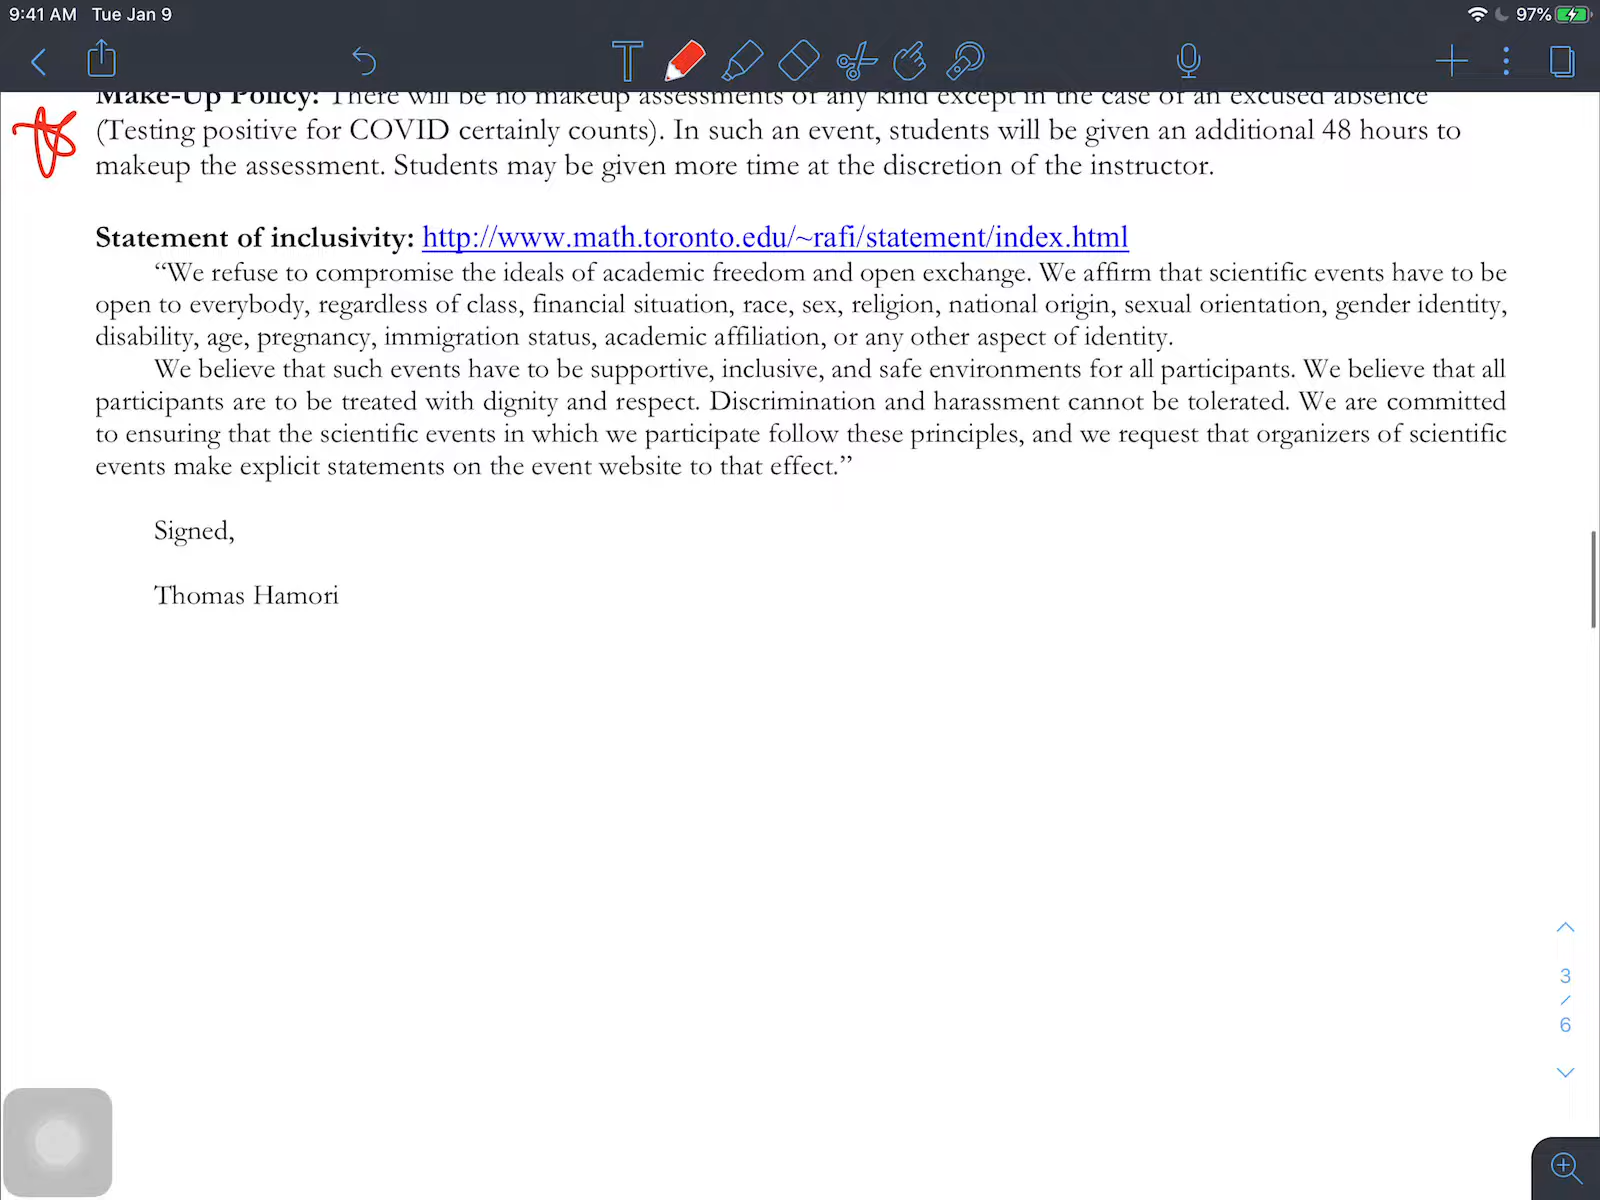 9:41 AM Tue Jan 9 97%
Make-Up Policy: There will be no makeup assessments of any kind except in the case of an excused absence
(Testing positive for COVID certainly counts). In such an event, students will be given an additional 48 hours to
makeup the assessment. Students may be given more time at the discretion of the instructor.
Statement of inclusivity: http://www.math.toronto.edu/~rafi/statement/index.html
“We refuse to compromise the ideals of academic freedom and open exchange. We affirm that scientific events have to be
open to everybody, regardless of class, financial situation, race, sex, religion, national origin, sexual orientation, gender identity,
disability, age, pregnancy, immigration status, academic affiliation, or any other aspect of identity.
We believe that such events have to be supportive, inclusive, and safe environments for all participants. We believe that all
participants are to be treated with dignity and respect. Discrimination and harassment cannot be tolerated. We are committed
to ensuring that the scientific events in which we participate follow these principles, and we request that organizers of scientific
events make explicit statements on the event website to that effect.”
Signed,
Thomas Hamori
3
/
6